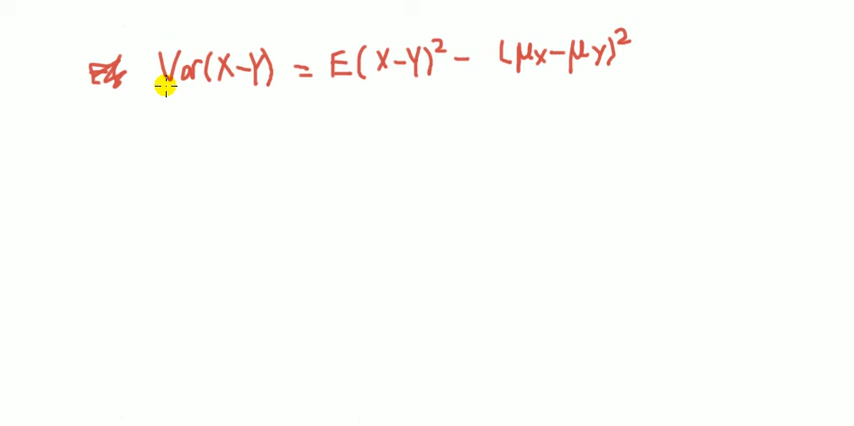 Var(X-Y) = E(X-Y)² - (μx-μY)²